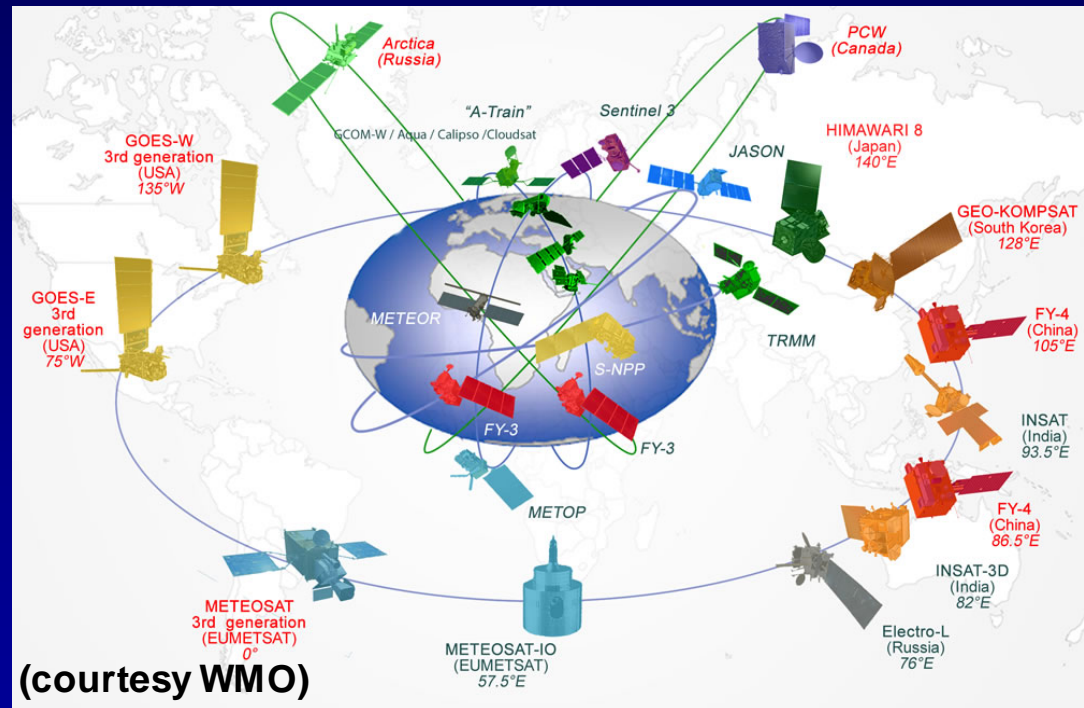 Arctica
(Russia)
PCW
(Canada)
"A-Train"
GCOM-W / Aqua / Calipso /Cloudsat
Sentinel 3
JASON
HIMAWARI 8
(Japan)
140°E
GOES-W
3rd generation
(USA)
135°W
GEO-KOMPSAT
(South Korea)
128°E
GOES-E
3rd
generation
(USA)
75°W
METEOR
TRMM
FY-4
(China)
105°E
S-NPP
FY-3
FY-3
INSAT
(India)
93.5°E
METOP
FY-4
(China)
86.5°E
INSAT-3D
(India)
82°E
METEOSAT
3rd generation
(EUMETSAT)
0°
METEOSAT-IO
(EUMETSAT)
57.5°E
Electro-L
(Russia)
76°E
(courtesy WMO)